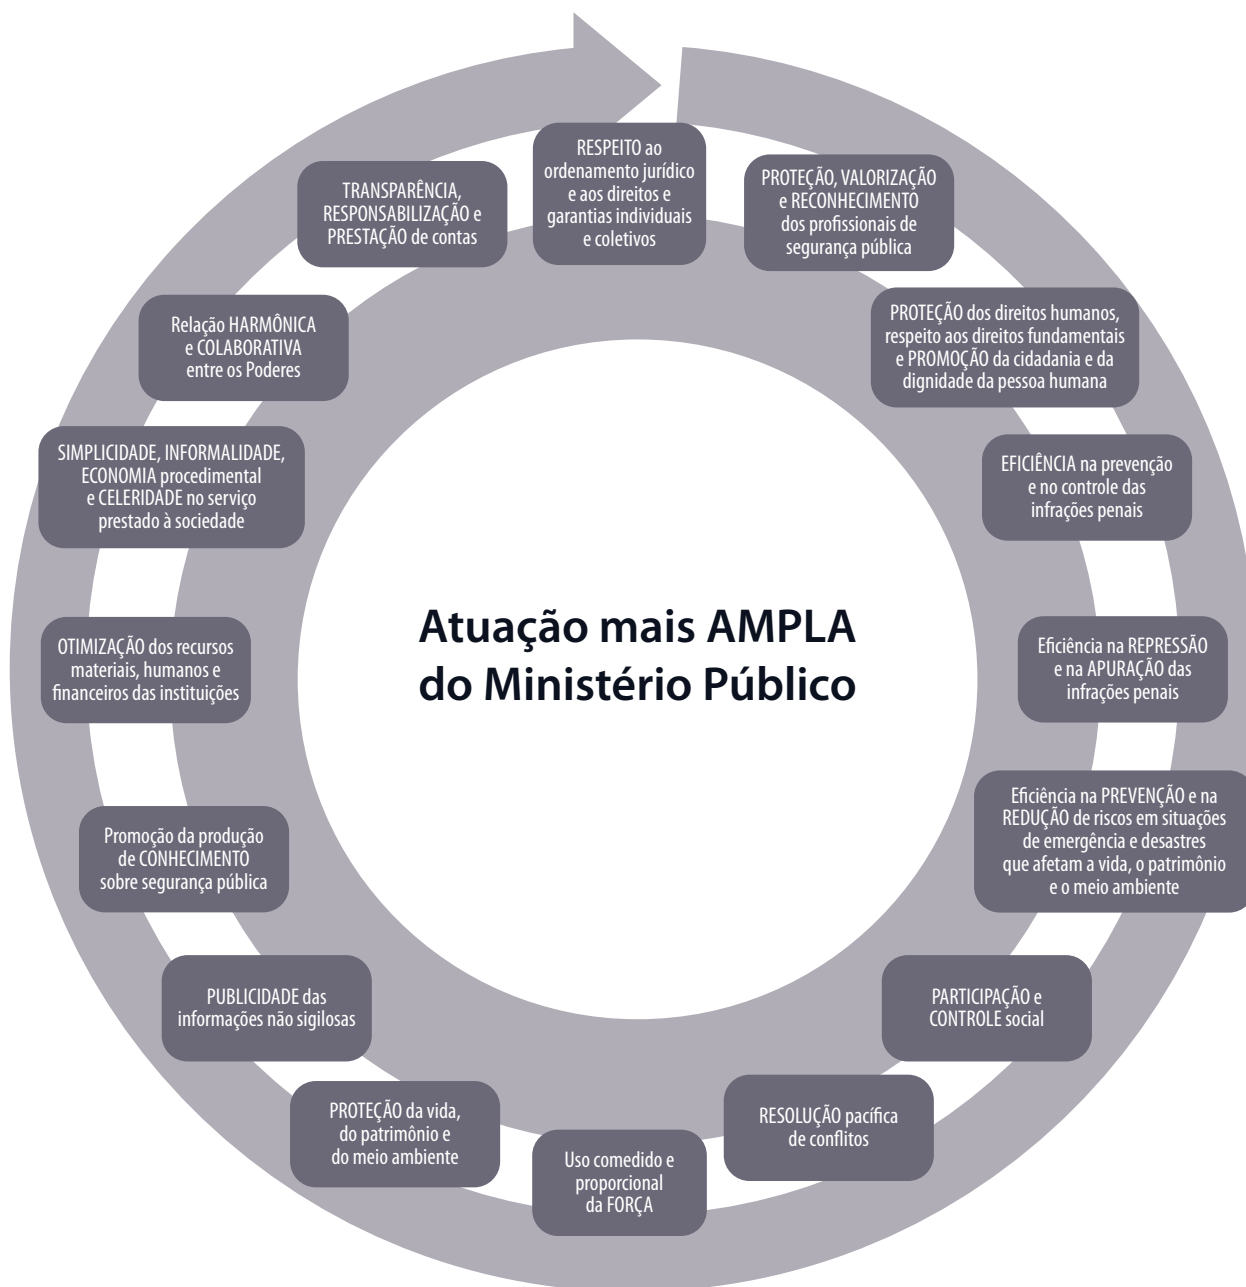 RESPEITO ao
ordenamento jurídico
e aos direitos e
garantias individuais
e coletivos
PROTEÇÃO, VALORIZAÇÃO
e RECONHECIMENTO
dos profissionais de
segurança pública
PROTEÇÃO dos direitos humanos,
respeito aos direitos fundamentais
e PROMOÇÃO da cidadania e da
dignidade da pessoa humana
EFICIÊNCIA na prevenção
e no controle das
infrações penais
Eficiência na REPRESSÃO
e na APURAÇÃO das
infrações penais
Eficiência na PREVENÇÃO e na
REDUÇÃO de riscos em situações
de emergência e desastres
que afetam a vida, o patrimônio
e o meio ambiente
PARTICIPAÇÃO e
CONTROLE social
RESOLUÇÃO pacífica
de conflitos
Uso comedido e
proporcional
da FORÇA
PROTEÇÃO da vida,
do patrimônio e
do meio ambiente
PUBLICIDADE das
informações não sigilosas
Promoção da produção
de CONHECIMENTO
sobre segurança pública
OTIMIZAÇÃO dos recursos
materiais, humanos e
financeiros das instituições
SIMPLICIDADE, INFORMALIDADE,
ECONOMIA procedimental
e CELERIDADE no serviço
prestado à sociedade
Relação HARMÔNICA
e COLABORATIVA
entre os Poderes
TRANSPARÊNCIA,
RESPONSABILIZAÇÃO e
PRESTAÇÃO de contas
Atuação mais AMPLA
do Ministério Público